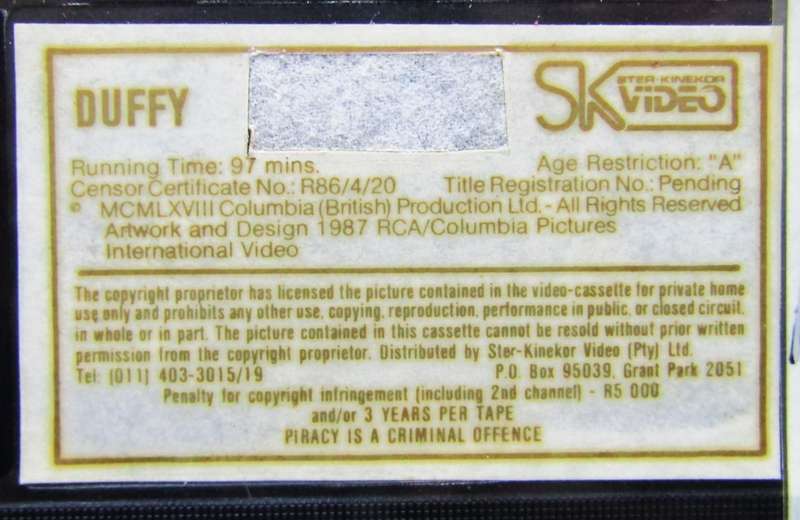 DUFFY
SK STER-KINEKOR VIDEO
Running Time: 97 mins. Age Restriction: "A"
Censor Certificate No.: R86/4/20 Title Registration No.: Pending
© MCMLXVIII Columbia (British) Production Ltd. - All Rights Reserved
Artwork and Design 1987 RCA/Columbia Pictures
International Video
The copyright proprietor has licensed the picture contained in the video-cassette for private home
use only and prohibits any other use, copying, reproduction, performance in public, or closed circuit,
in whole or in part. The picture contained in this cassette cannot be resold without prior written
permission from the copyright proprietor. Distributed by Ster-Kinekor Video (Pty) Ltd.
Tel: (011) 403-3015/19 P.O. Box 95039, Grant Park 2051
Penalty for copyright infringement (including 2nd channel) - R5 000
and/or 3 YEARS PER TAPE
PIRACY IS A CRIMINAL OFFENCE